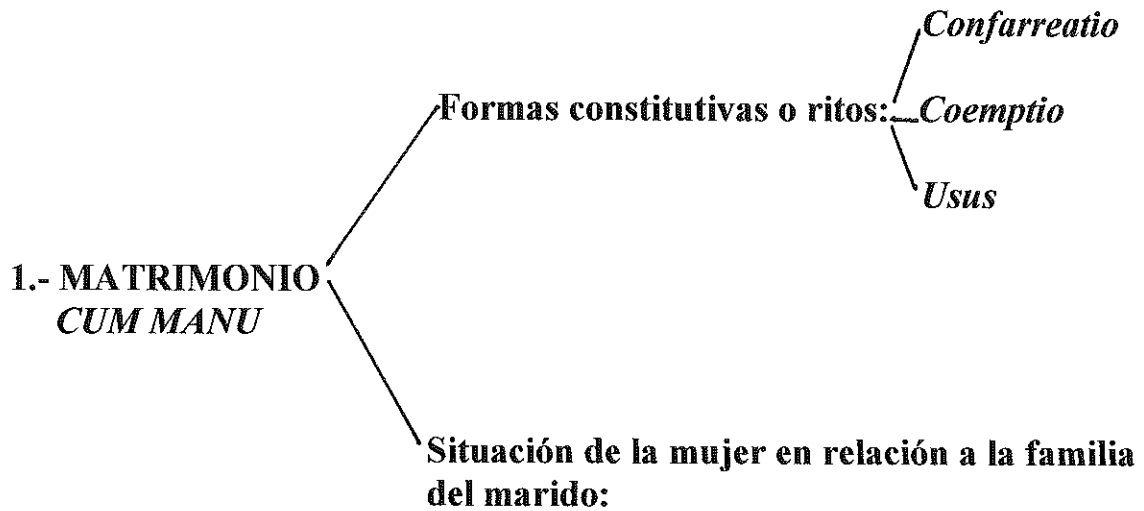 Confarreatio
Formas constitutivas o ritos: Coemptio
Usus
1.- MATRIMONIO
CUM MANU
Situación de la mujer en relación a la familia
del marido: